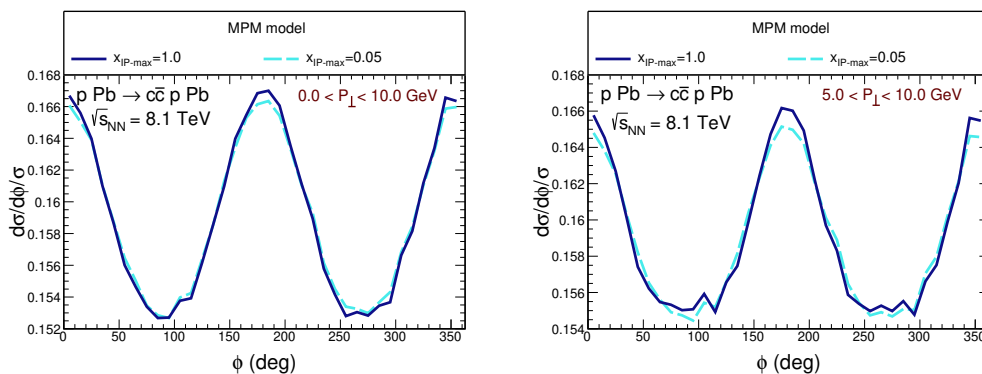 MPM model
x_IP-max=1.0 x_IP-max=0.05
p Pb → cc̄ p Pb
0.0 < P⊥ < 10.0 GeV
√s_NN = 8.1 TeV
dσ/dφ/σ
0.168
0.166
0.164
0.162
0.16
0.158
0.156
0.154
0.152
0 50 100 150 200 250 300 350
φ (deg)
MPM model
x_IP-max=1.0 x_IP-max=0.05
p Pb → cc̄ p Pb
5.0 < P⊥ < 10.0 GeV
√s_NN = 8.1 TeV
dσ/dφ/σ
0.168
0.166
0.164
0.162
0.16
0.158
0.156
0.154
0 50 100 150 200 250 300 350
φ (deg)